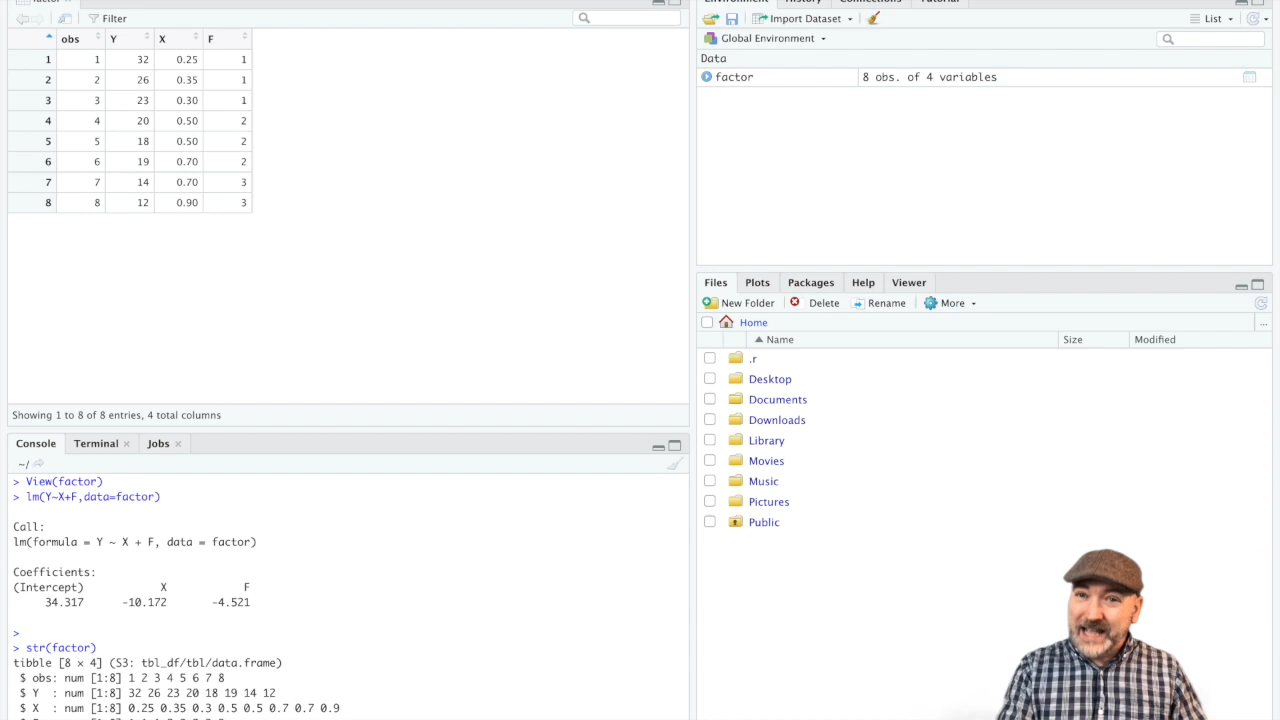 factor
Filter
obs Y X F
1 1 32 0.25 1
2 2 26 0.35 1
3 3 23 0.30 1
4 4 20 0.50 2
5 5 18 0.50 2
6 6 19 0.70 2
7 7 14 0.70 3
8 8 12 0.90 3
Showing 1 to 8 of 8 entries, 4 total columns
Console Terminal Jobs
~/
> View(factor)
> lm(Y~X+F,data=factor)
Call:
lm(formula = Y ~ X + F, data = factor)
Coefficients:
(Intercept) X F
34.317 -10.172 -4.521
>
> str(factor)
tibble [8 × 4] (S3: tbl_df/tbl/data.frame)
$ obs: num [1:8] 1 2 3 4 5 6 7 8
$ Y : num [1:8] 32 26 23 20 18 19 14 12
$ X : num [1:8] 0.25 0.35 0.3 0.5 0.5 0.7 0.7 0.9
Environment History Connections Tutorial
Import Dataset List
Global Environment
Data
factor 8 obs. of 4 variables
Files Plots Packages Help Viewer
New Folder Delete Rename More
Home ...
Name Size Modified
.r
Desktop
Documents
Downloads
Library
Movies
Music
Pictures
Public